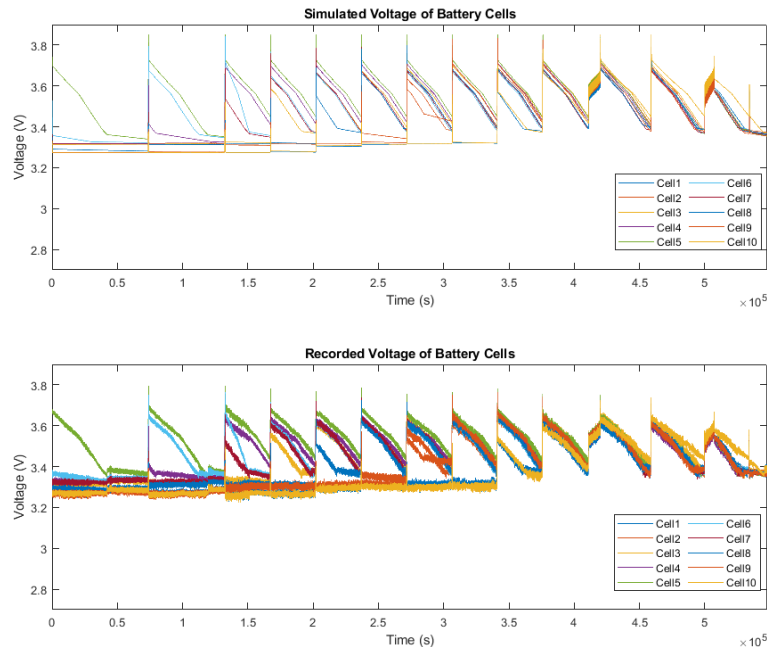 Simulated Voltage of Battery Cells
3.8
3.6
3.4
3.2
3
2.8
Voltage (V)
Cell1 Cell6
Cell2 Cell7
Cell3 Cell8
Cell4 Cell9
Cell5 Cell10
0 0.5 1 1.5 2 2.5 3 3.5 4 4.5 5
Time (s)
×10^5
Recorded Voltage of Battery Cells
3.8
3.6
3.4
3.2
3
2.8
Voltage (V)
Cell1 Cell6
Cell2 Cell7
Cell3 Cell8
Cell4 Cell9
Cell5 Cell10
0 0.5 1 1.5 2 2.5 3 3.5 4 4.5 5
Time (s)
×10^5